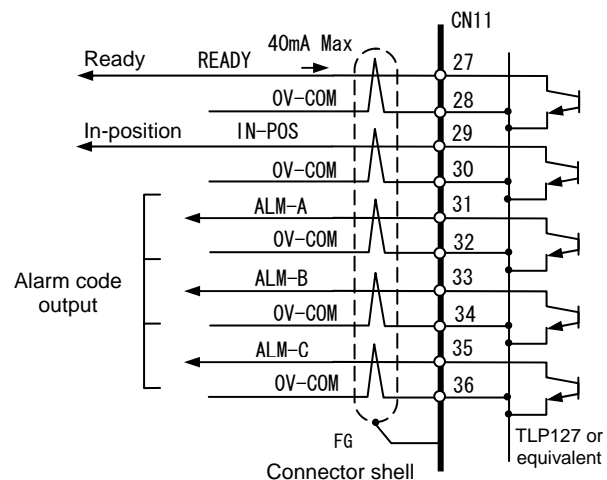 CN11
40mA Max
Ready READY 27
0V-COM 28
In-position IN-POS 29
0V-COM 30
ALM-A 31
0V-COM 32
Alarm code
output
ALM-B 33
0V-COM 34
ALM-C 35
0V-COM 36
FG
TLP127 or
equivalent
Connector shell